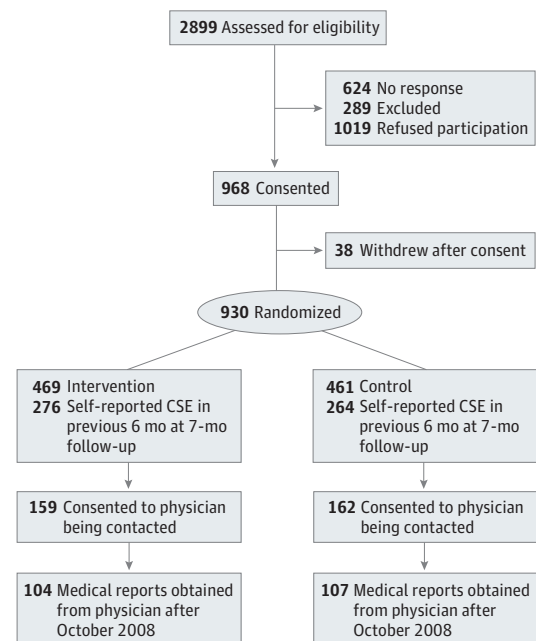 2899 Assessed for eligibility
624 No response
289 Excluded
1019 Refused participation
968 Consented
38 Withdrew after consent
930 Randomized
469 Intervention
276 Self-reported CSE in
previous 6 mo at 7-mo
follow-up
461 Control
264 Self-reported CSE in
previous 6 mo at 7-mo
follow-up
159 Consented to physician
being contacted
162 Consented to physician
being contacted
104 Medical reports obtained
from physician after
October 2008
107 Medical reports obtained
from physician after
October 2008